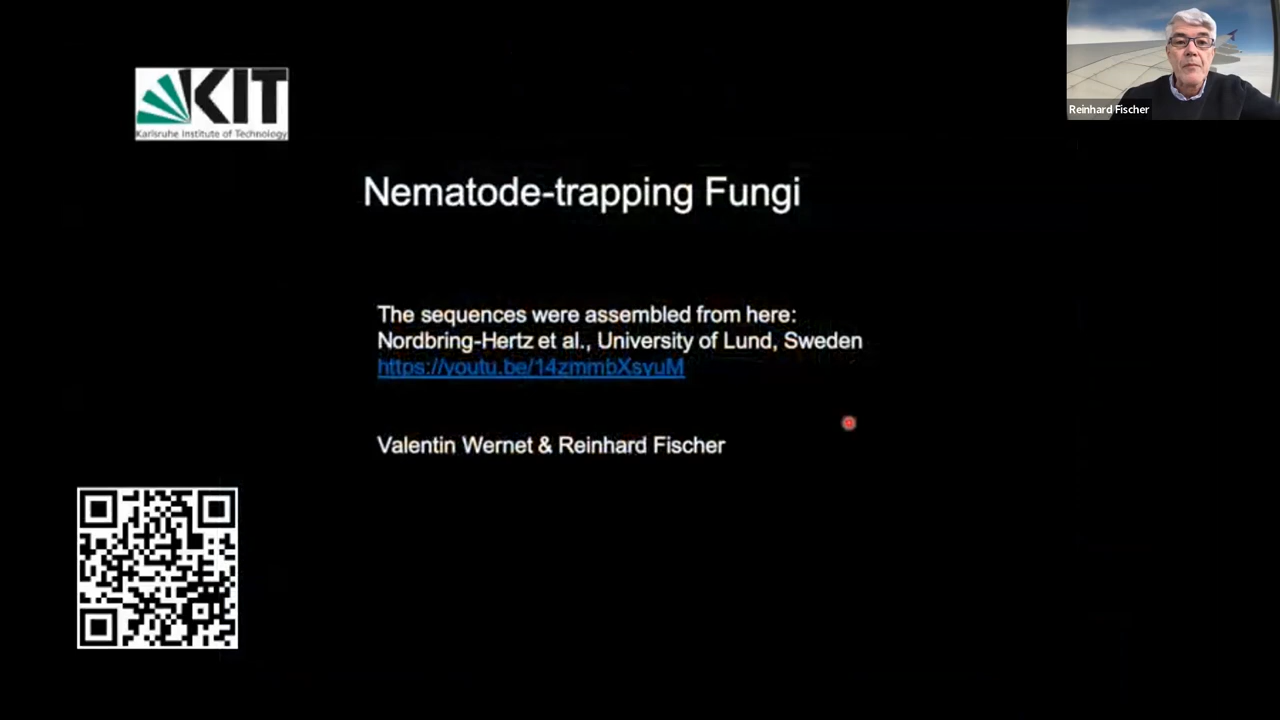 KIT
Karlsruhe Institute of Technology
Reinhard Fischer
Nematode-trapping Fungi
The sequences were assembled from here:
Nordbring-Hertz et al., University of Lund, Sweden
https://youtu.be/14zmmbXsyuM
Valentin Wernet & Reinhard Fischer